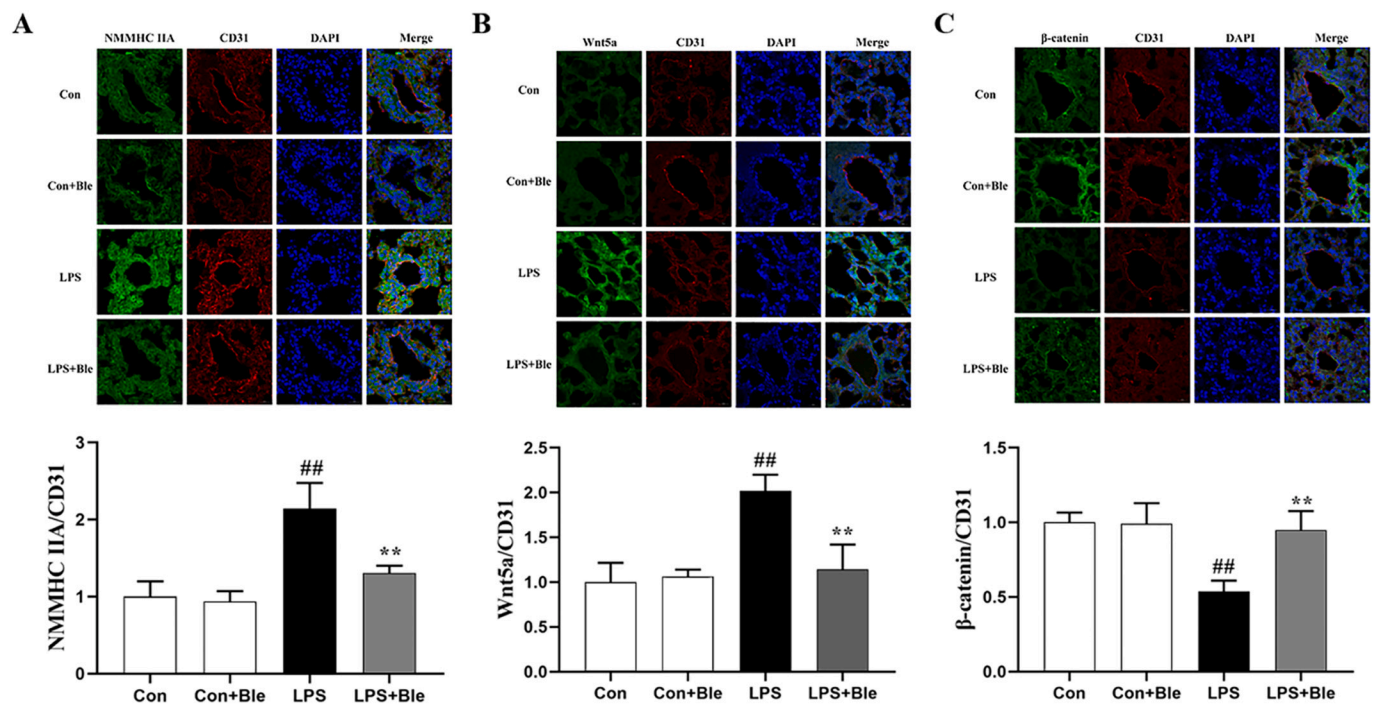 A
NMMHC IIA CD31 DAPI Merge
Con
Con+Ble
LPS
LPS+Ble
NMMHC IIA/CD31
3
2
1
0
##
**
Con Con+Ble LPS LPS+Ble
B
Wnt5a CD31 DAPI Merge
Con
Con+Ble
LPS
LPS+Ble
Wnt5a/CD31
2.5
2.0
1.5
1.0
0.5
0.0
##
**
Con Con+Ble LPS LPS+Ble
C
β-catenin CD31 DAPI Merge
Con
Con+Ble
LPS
LPS+Ble
β-catenin/CD31
1.5
1.0
0.5
0.0
##
**
Con Con+Ble LPS LPS+Ble